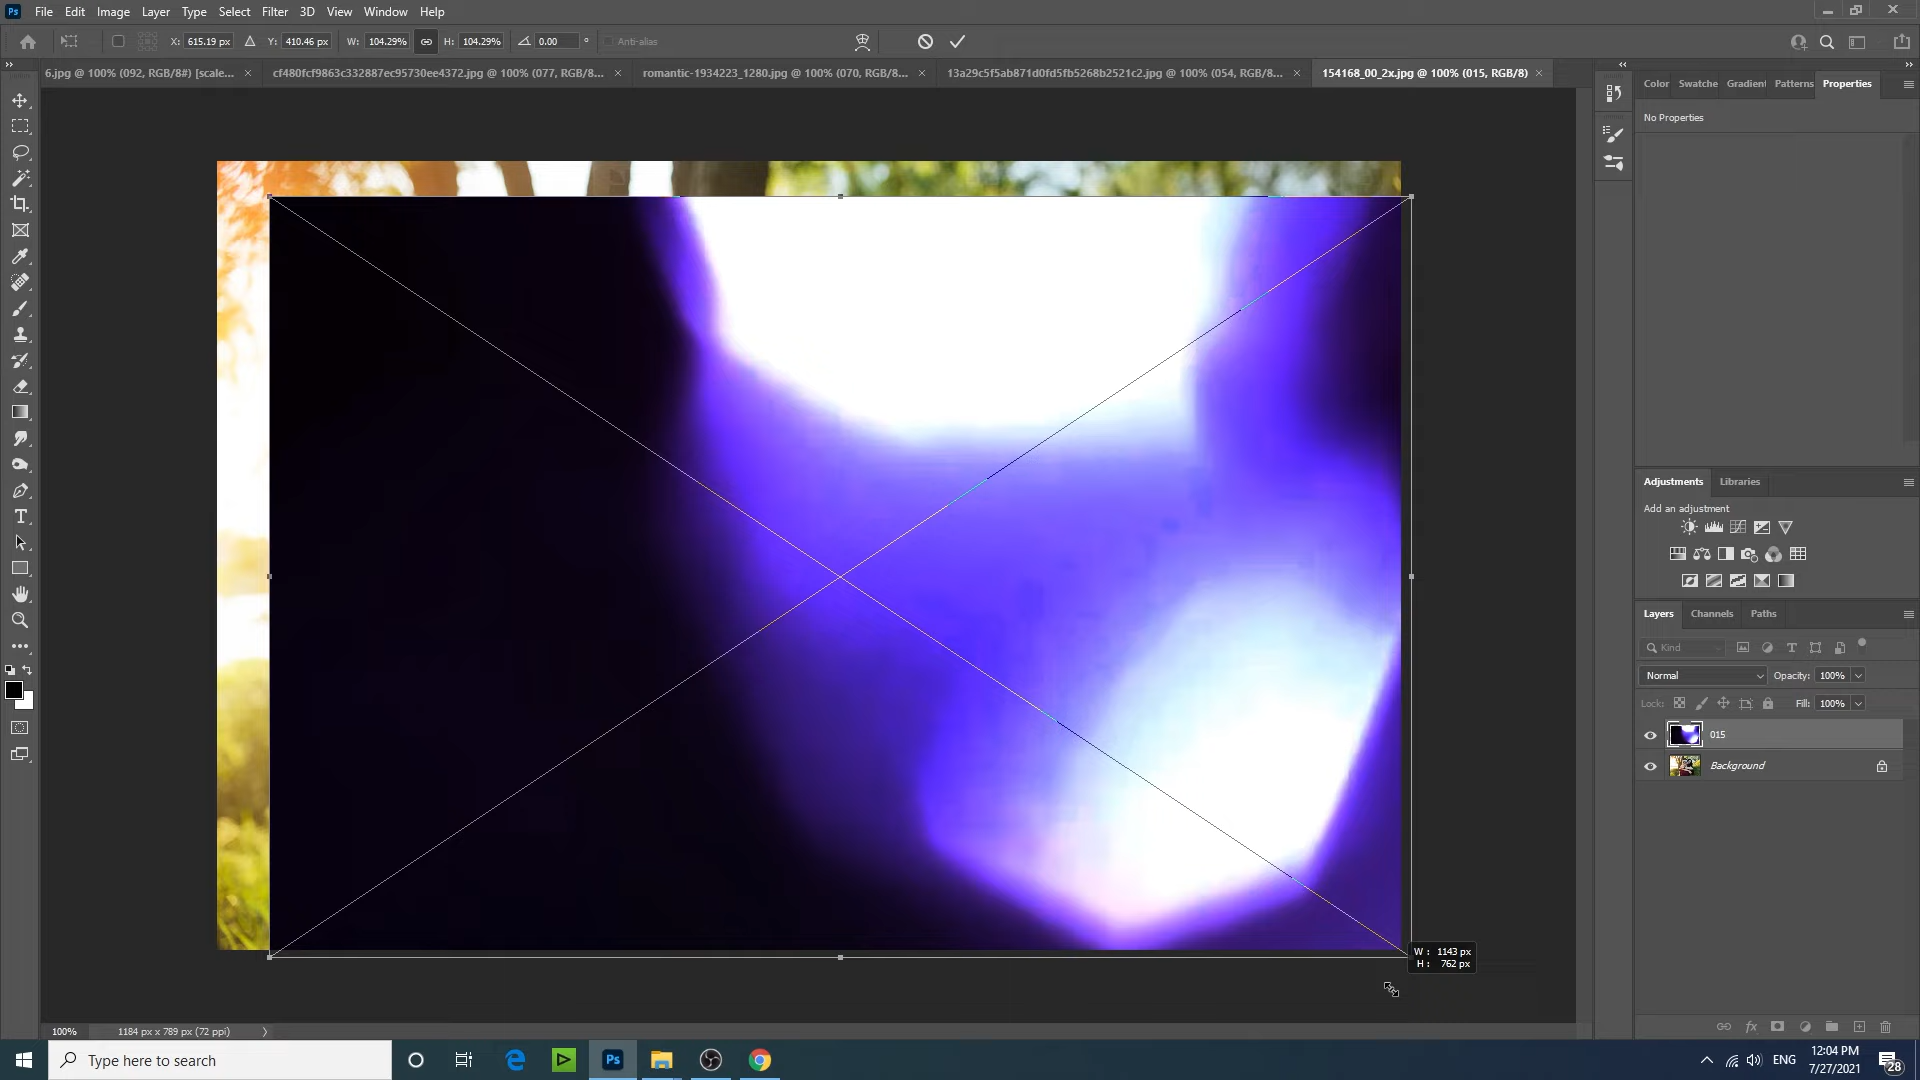 Ps File Edit Image Layer Type Select Filter 3D View Window Help
X: 615.19 px Y: 410.46 px W: 104.29% H: 104.29% 0.00 ° Anti-alias
6.jpg @ 100% (092, RGB/8#) [scale... × cf480fcf9863c332887ec95730ee4372.jpg @ 100% (077, RGB/8... × romantic-1934223_1280.jpg @ 100% (070, RGB/8... × 13a29c5f5ab871d0fd5fb5268b2521c2.jpg @ 100% (054, RGB/8... × 154168_00_2x.jpg @ 100% (015, RGB/8) ×
Color Swatche Gradient Patterns Properties
No Properties
Adjustments Libraries
Add an adjustment
Layers Channels Paths
Kind
Normal Opacity: 100%
Lock: Fill: 100%
015
Background
W : 1143 px
H : 762 px
100% 1184 px x 789 px (72 ppi)
Type here to search
Ps
ENG
12:04 PM
7/27/2021
28